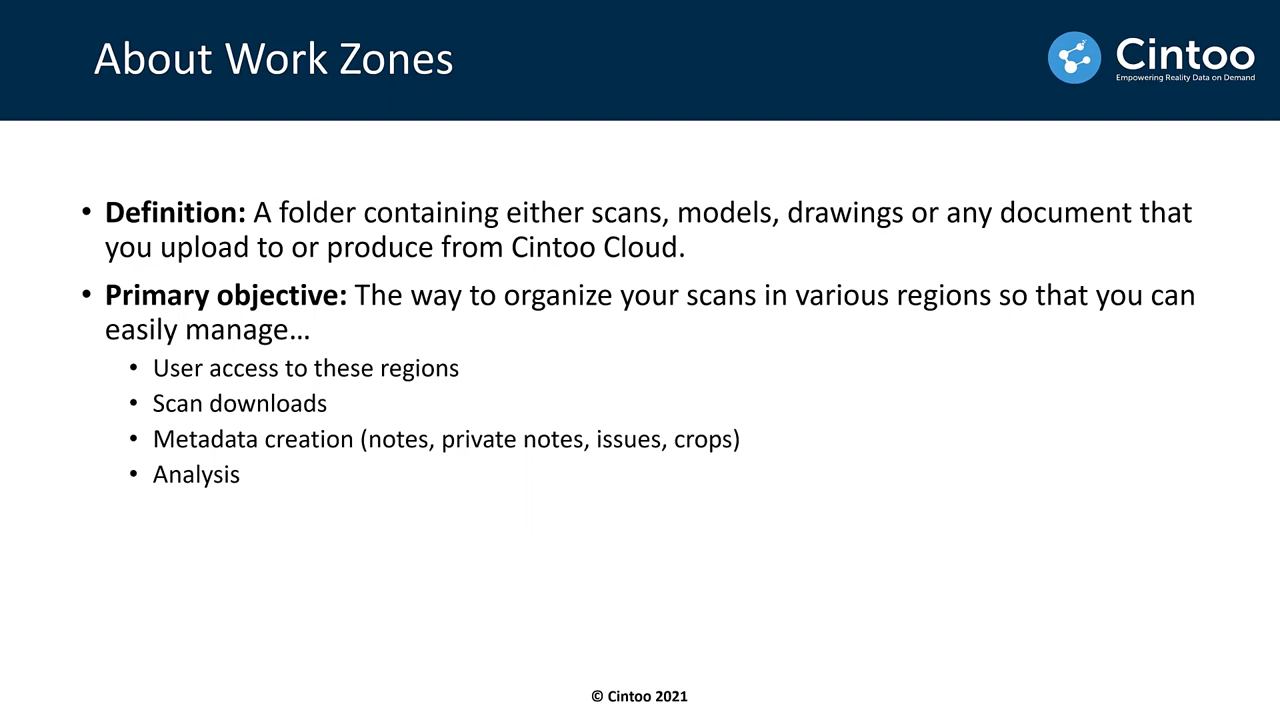 About Work Zones
Cintoo
Empowering Reality Data on Demand
• Definition: A folder containing either scans, models, drawings or any document that
you upload to or produce from Cintoo Cloud.
• Primary objective: The way to organize your scans in various regions so that you can
easily manage…
• User access to these regions
• Scan downloads
• Metadata creation (notes, private notes, issues, crops)
• Analysis
© Cintoo 2021